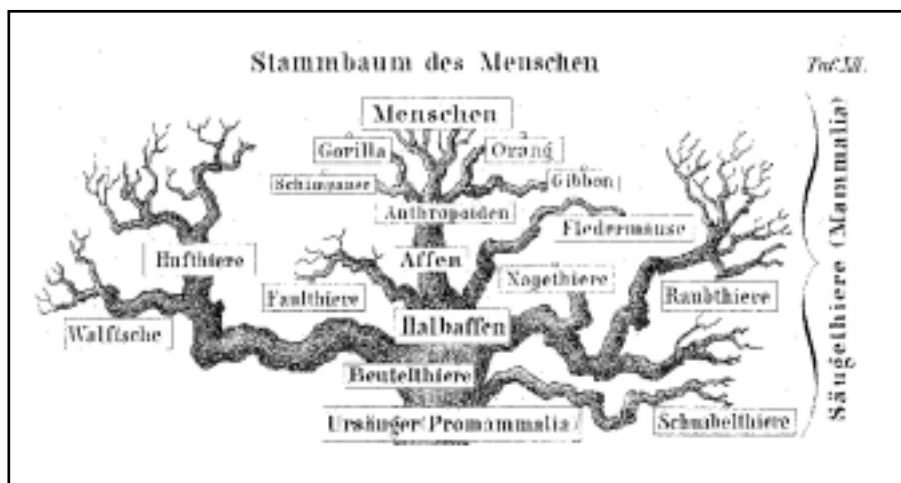 Stammbaum des Menschen
Taf. XII.
Menschen
Gorilla
Orang
Schimpanse
Gibbon
Anthropoiden
Fledermäuse
Affen
Hufthiere
Nagethiere
Faulthiere
Raubthiere
Walfische
Halbaffen
Beutelthiere
Ursäuger (Promammalia)
Schnabelthiere
Säugethiere (Mammalia)